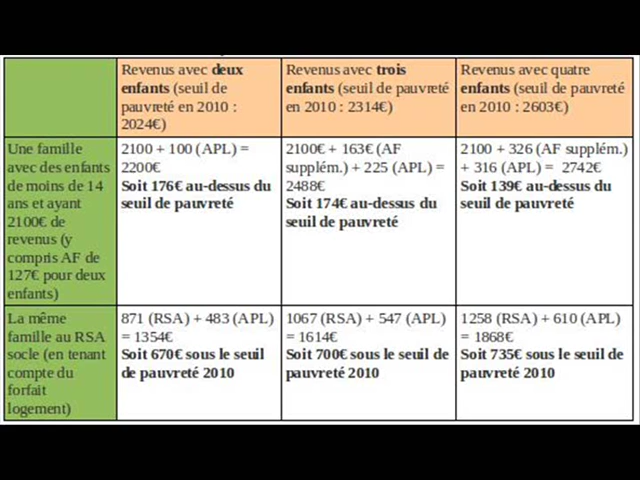 Revenus avec deux
enfants (seuil de
pauvreté en 2010 :
2024€)
Revenus avec trois
enfants (seuil de pauvreté
en 2010 : 2314€)
Revenus avec quatre
enfants (seuil de pauvreté
en 2010 : 2603€)
Une famille
avec des enfants
de moins de 14
ans et ayant
2100€ de
revenus (y
compris AF de
127€ pour deux
enfants)
2100 + 100 (APL) =
2200€
Soit 176€ au-dessus du
seuil de pauvreté
2100€ + 163€ (AF
supplém.) + 225 (APL) =
2488€
Soit 174€ au-dessus du
seuil de pauvreté
2100 + 326 (AF supplém.)
+ 316 (APL) = 2742€
Soit 139€ au-dessus du
seuil de pauvreté
La même
famille au RSA
socle (en tenant
compte du
forfait
logement)
871 (RSA) + 483 (APL)
= 1354€
Soit 670€ sous le seuil
de pauvreté 2010
1067 (RSA) + 547 (APL)
= 1614€
Soit 700€ sous le seuil de
pauvreté 2010
1258 (RSA) + 610 (APL)
= 1868€
Soit 735€ sous le seuil de
pauvreté 2010